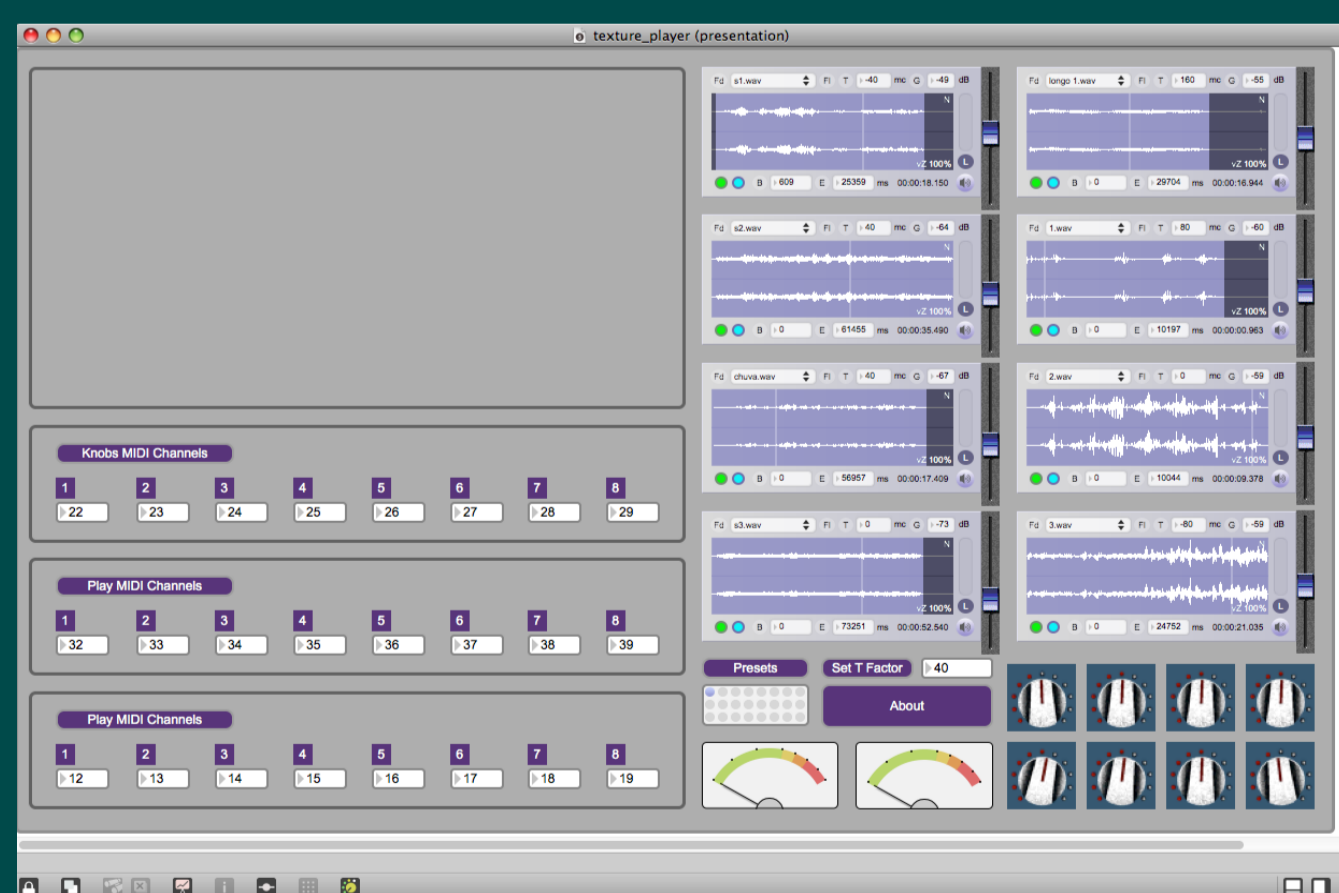 texture_player (presentation)
Knobs MIDI Channels
1 2 3 4 5 6 7 8
22 23 24 25 26 27 28 29
Play MIDI Channels
1 2 3 4 5 6 7 8
32 33 34 35 36 37 38 39
Play MIDI Channels
1 2 3 4 5 6 7 8
12 13 14 15 16 17 18 19
Fd s1.wav Fl T -40 mc G -49 dB
N
vZ 100% L
B 609 E 25359 ms 00:00:18.150
Fd longo 1.wav Fl T 160 mc G -55 dB
N
vZ 100% L
B 0 E 29704 ms 00:00:16.944
Fd s2.wav Fl T 40 mc G -64 dB
N
vZ 100% L
B 0 E 61455 ms 00:00:35.490
Fd 1.wav Fl T 80 mc G -60 dB
N
vZ 100% L
B 0 E 10197 ms 00:00:00.963
Fd chuva.wav Fl T 40 mc G -67 dB
N
vZ 100% L
B 0 E 56957 ms 00:00:17.409
Fd 2.wav Fl T 0 mc G -59 dB
N
vZ 100% L
B 0 E 10044 ms 00:00:09.378
Fd s3.wav Fl T 0 mc G -73 dB
N
vZ 100% L
B 0 E 73251 ms 00:00:52.540
Fd 3.wav Fl T -80 mc G -59 dB
N
vZ 100% L
B 0 E 24752 ms 00:00:21.035
Presets Set T Factor 40
About